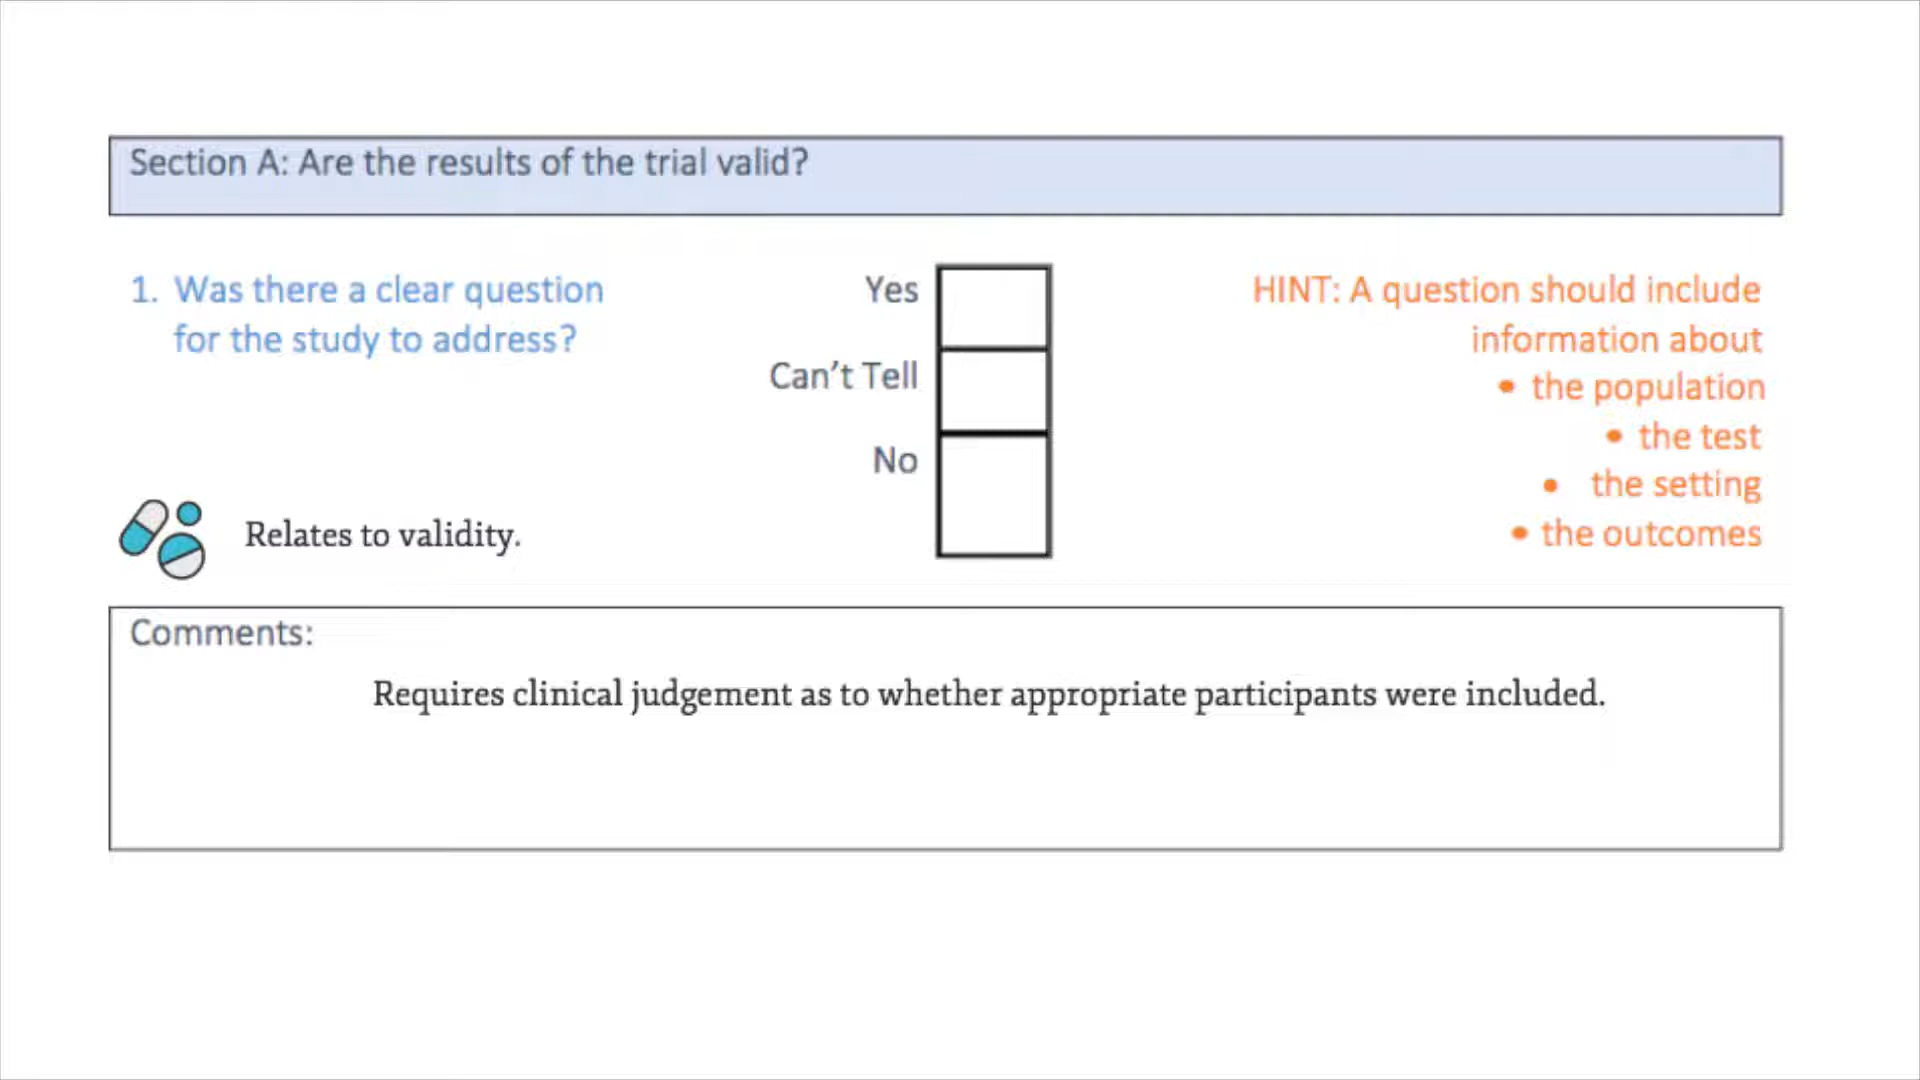 Section A: Are the results of the trial valid?
1. Was there a clear question
for the study to address?
Yes
Can't Tell
No
HINT: A question should include
information about
• the population
• the test
• the setting
• the outcomes
Relates to validity.
Comments:
Requires clinical judgement as to whether appropriate participants were included.